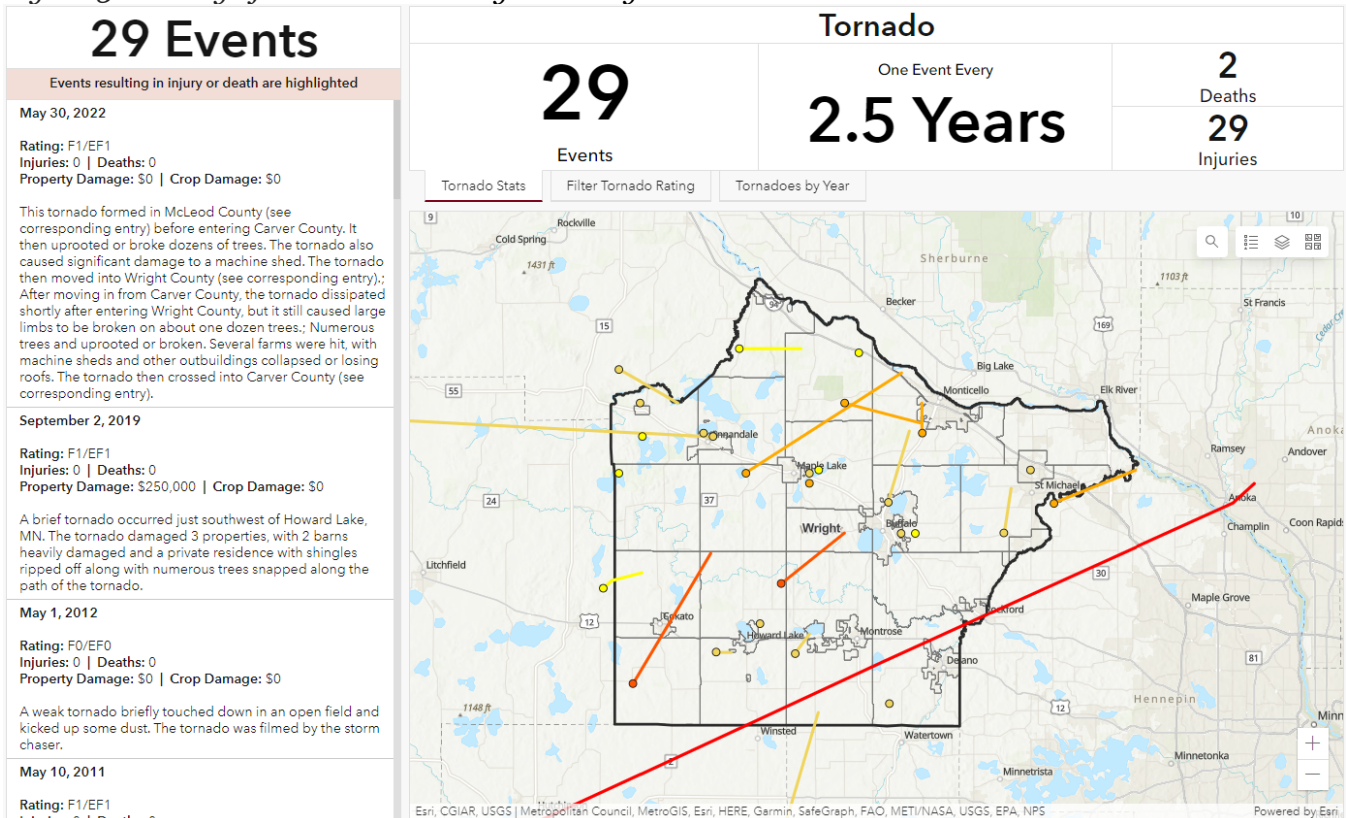 29 Events
Events resulting in injury or death are highlighted
May 30, 2022
Rating: F1/EF1
Injuries: 0 | Deaths: 0
Property Damage: $0 | Crop Damage: $0
This tornado formed in McLeod County (see
corresponding entry) before entering Carver County. It
then uprooted or broke dozens of trees. The tornado also
caused significant damage to a machine shed. The tornado
then moved into Wright County (see corresponding entry).;
After moving in from Carver County, the tornado dissipated
shortly after entering Wright County, but it still caused large
limbs to be broken on about one dozen trees.; Numerous
trees and uprooted or broken. Several farms were hit, with
machine sheds and other outbuildings collapsed or losing
roofs. The tornado then crossed into Carver County (see
corresponding entry).
September 2, 2019
Rating: F1/EF1
Injuries: 0 | Deaths: 0
Property Damage: $250,000 | Crop Damage: $0
A brief tornado occurred just southwest of Howard Lake,
MN. The tornado damaged 3 properties, with 2 barns
heavily damaged and a private residence with shingles
ripped off along with numerous trees snapped along the
path of the tornado.
May 1, 2012
Rating: F0/EF0
Injuries: 0 | Deaths: 0
Property Damage: $0 | Crop Damage: $0
A weak tornado briefly touched down in an open field and
kicked up some dust. The tornado was filmed by the storm
chaser.
May 10, 2011
Rating: F1/EF1
Tornado
29
Events
One Event Every
2.5 Years
2
Deaths
29
Injuries
Tornado Stats
Filter Tornado Rating
Tornadoes by Year
9
Rockville
10
Cold Spring
1431 ft
Sherburne
1103 ft
Becker
St Francis
Cedar
15
94
169
Big Lake
55
Monticello
Elk River
Annandale
Anoka
Ramsey
Andover
Maple Lake
St Michael
24
37
Anoka
Wright
Buffalo
Champlin
Coon Rapids
Litchfield
30
Rockford
Maple Grove
12
Cokato
Howard Lake
Montrose
Delano
81
1148 ft
Hennepin
12
Winsted
Watertown
Minn
Minnetonka
Minnetrista
Esri, CGIAR, USGS | Metropolitan Council, MetroGIS, Esri, HERE, Garmin, SafeGraph, FAO, METI/NASA, USGS, EPA, NPS
Powered by Esri